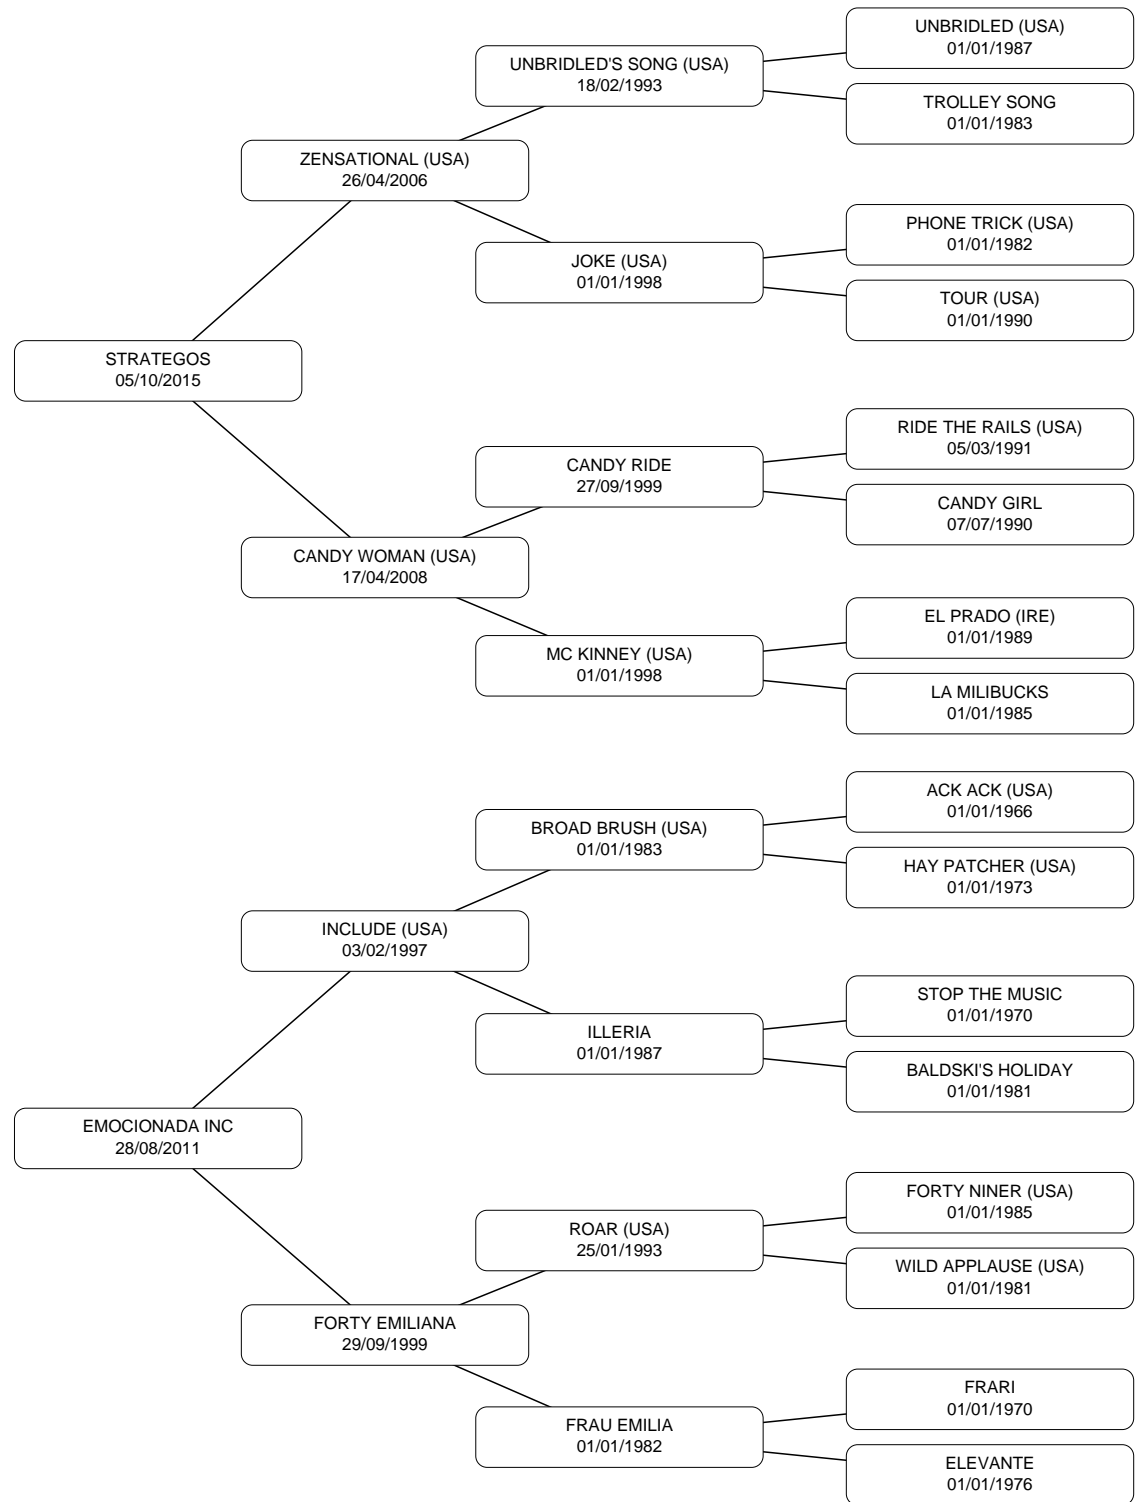 UNBRIDLED (USA)
01/01/1987
UNBRIDLED'S SONG (USA)
18/02/1993
TROLLEY SONG
01/01/1983
ZENSATIONAL (USA)
26/04/2006
PHONE TRICK (USA)
01/01/1982
JOKE (USA)
01/01/1998
TOUR (USA)
01/01/1990
STRATEGOS
05/10/2015
RIDE THE RAILS (USA)
05/03/1991
CANDY RIDE
27/09/1999
CANDY GIRL
07/07/1990
CANDY WOMAN (USA)
17/04/2008
EL PRADO (IRE)
01/01/1989
MC KINNEY (USA)
01/01/1998
LA MILIBUCKS
01/01/1985
ACK ACK (USA)
01/01/1966
BROAD BRUSH (USA)
01/01/1983
HAY PATCHER (USA)
01/01/1973
INCLUDE (USA)
03/02/1997
STOP THE MUSIC
01/01/1970
ILLERIA
01/01/1987
BALDSKI'S HOLIDAY
01/01/1981
EMOCIONADA INC
28/08/2011
FORTY NINER (USA)
01/01/1985
ROAR (USA)
25/01/1993
WILD APPLAUSE (USA)
01/01/1981
FORTY EMILIANA
29/09/1999
FRARI
01/01/1970
FRAU EMILIA
01/01/1982
ELEVANTE
01/01/1976